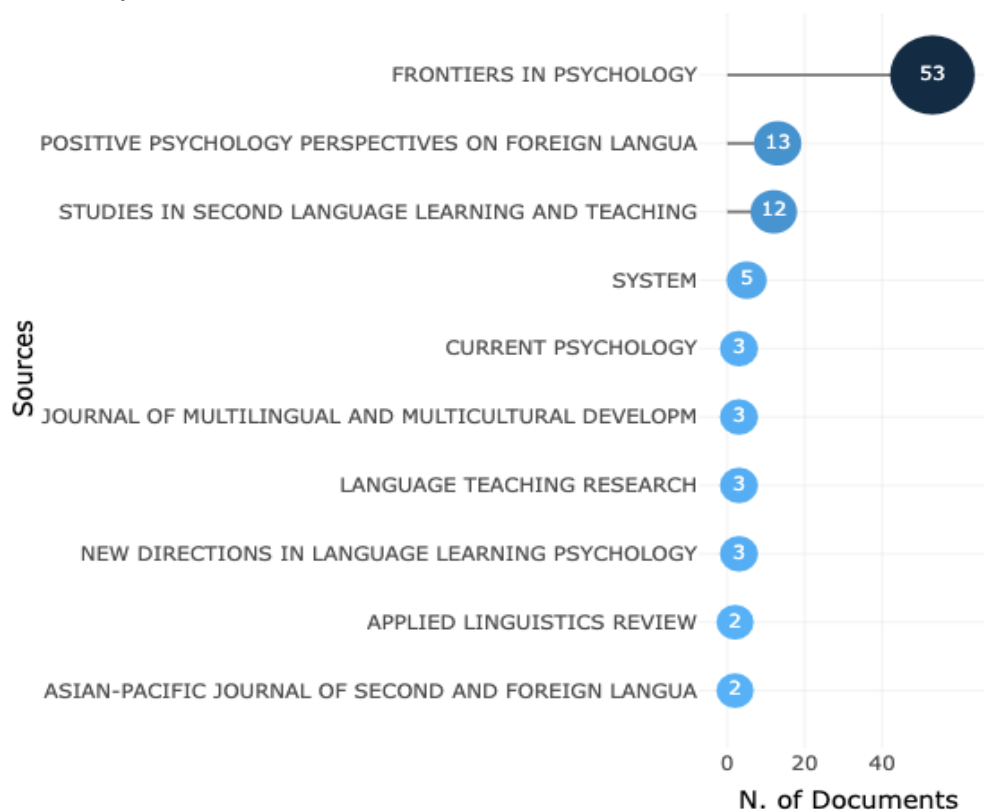 FRONTIERS IN PSYCHOLOGY 53
POSITIVE PSYCHOLOGY PERSPECTIVES ON FOREIGN LANGUA 13
STUDIES IN SECOND LANGUAGE LEARNING AND TEACHING 12
SYSTEM 5
CURRENT PSYCHOLOGY 3
Sources
JOURNAL OF MULTILINGUAL AND MULTICULTURAL DEVELOPM 3
LANGUAGE TEACHING RESEARCH 3
NEW DIRECTIONS IN LANGUAGE LEARNING PSYCHOLOGY 3
APPLIED LINGUISTICS REVIEW 2
ASIAN-PACIFIC JOURNAL OF SECOND AND FOREIGN LANGUA 2
0 20 40
N. of Documents